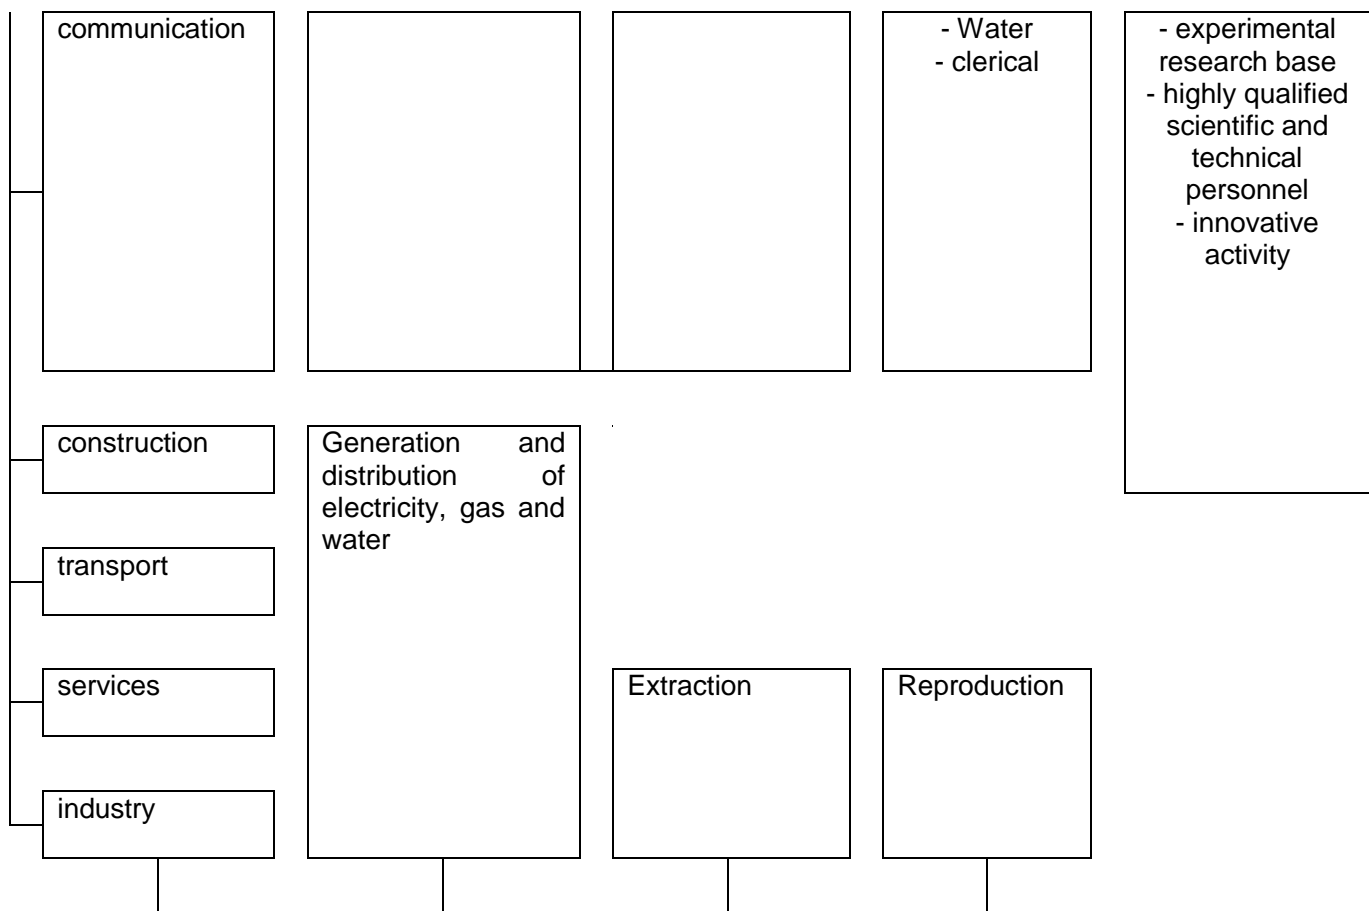 communication
- Water
- clerical
- experimental
research base
- highly qualified
scientific and
technical
personnel
- innovative
activity
construction
Generation and
distribution of
electricity, gas and
water
transport
services
Extraction
Reproduction
industry